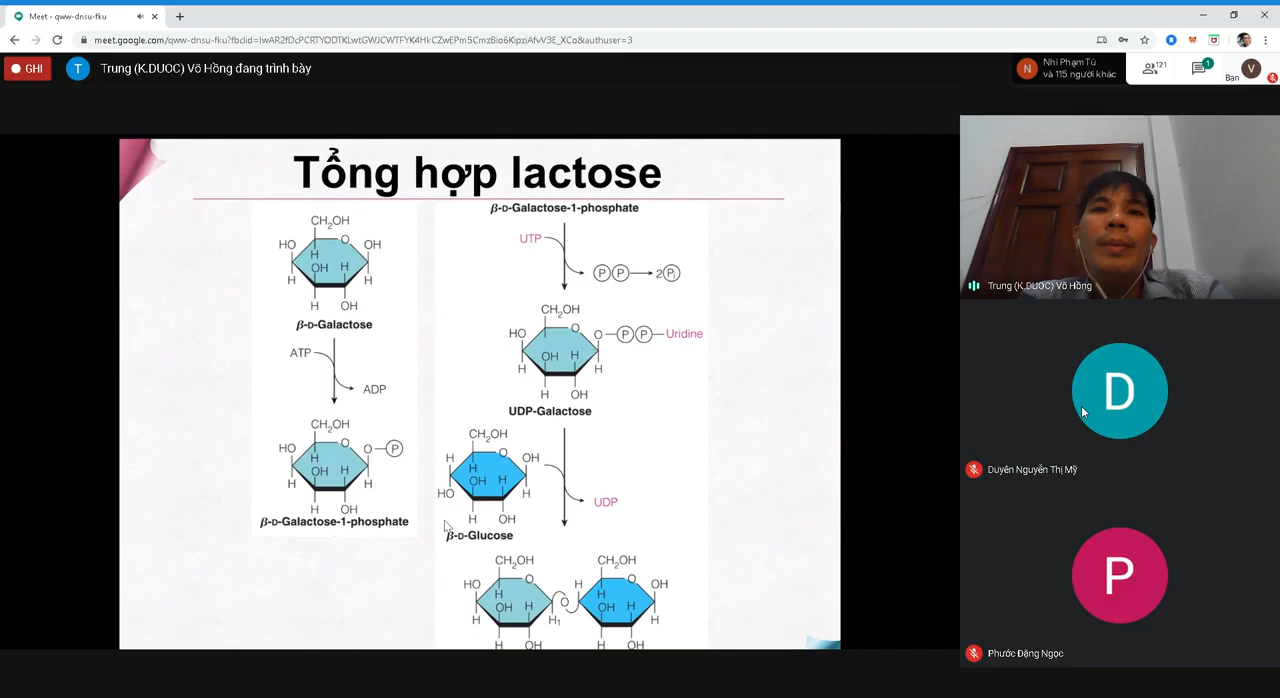 Meet - qww-dnsu-fku
meet.google.com/qww-dnsu-fku?fbclid=IwAR2fDcPCRTYODTKLwtGWJCWTFYK4HkCZwEPm5CmzBio6KipziAfvV3E_XCo&authuser=3
GHI
T
Trung (K.DUOC) Võ Hồng đang trình bày
N
Nhi Phạm Tú
và 115 người khác
121
1
Bạn
V
Tổng hợp lactose
CH₂OH
HO
O
OH
H
OH
H
H
H
H
OH
β-D-Galactose
ATP
ADP
CH₂OH
HO
O
O
P
H
OH
H
H
H
H
OH
β-D-Galactose-1-phosphate
β-D-Galactose-1-phosphate
UTP
P P 2 Pᵢ
CH₂OH
HO
O
O P P Uridine
OH
H
H
H
H
OH
UDP-Galactose
CH₂OH
H
O
OH
H
OH
H
HO
H
H
OH
UDP
β-D-Glucose
CH₂OH
CH₂OH
HO
O
H
O
OH
H
H
O
OH
H
OH
H
H
H₁
H
H
OH
H
OH
Trung (K.DUOC) Võ Hồng
D
Duyên Nguyễn Thị Mỹ
P
Phước Đặng Ngọc